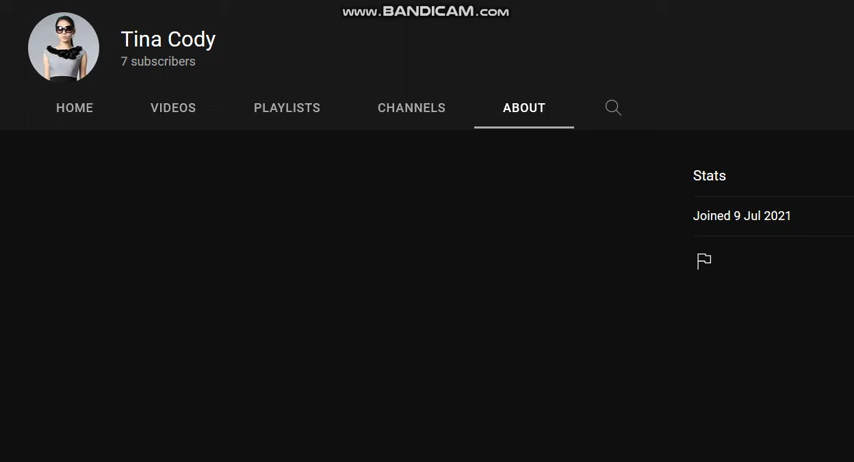 www.BANDICAM.com
Tina Cody
7 subscribers
HOME VIDEOS PLAYLISTS CHANNELS ABOUT
Stats
Joined 9 Jul 2021